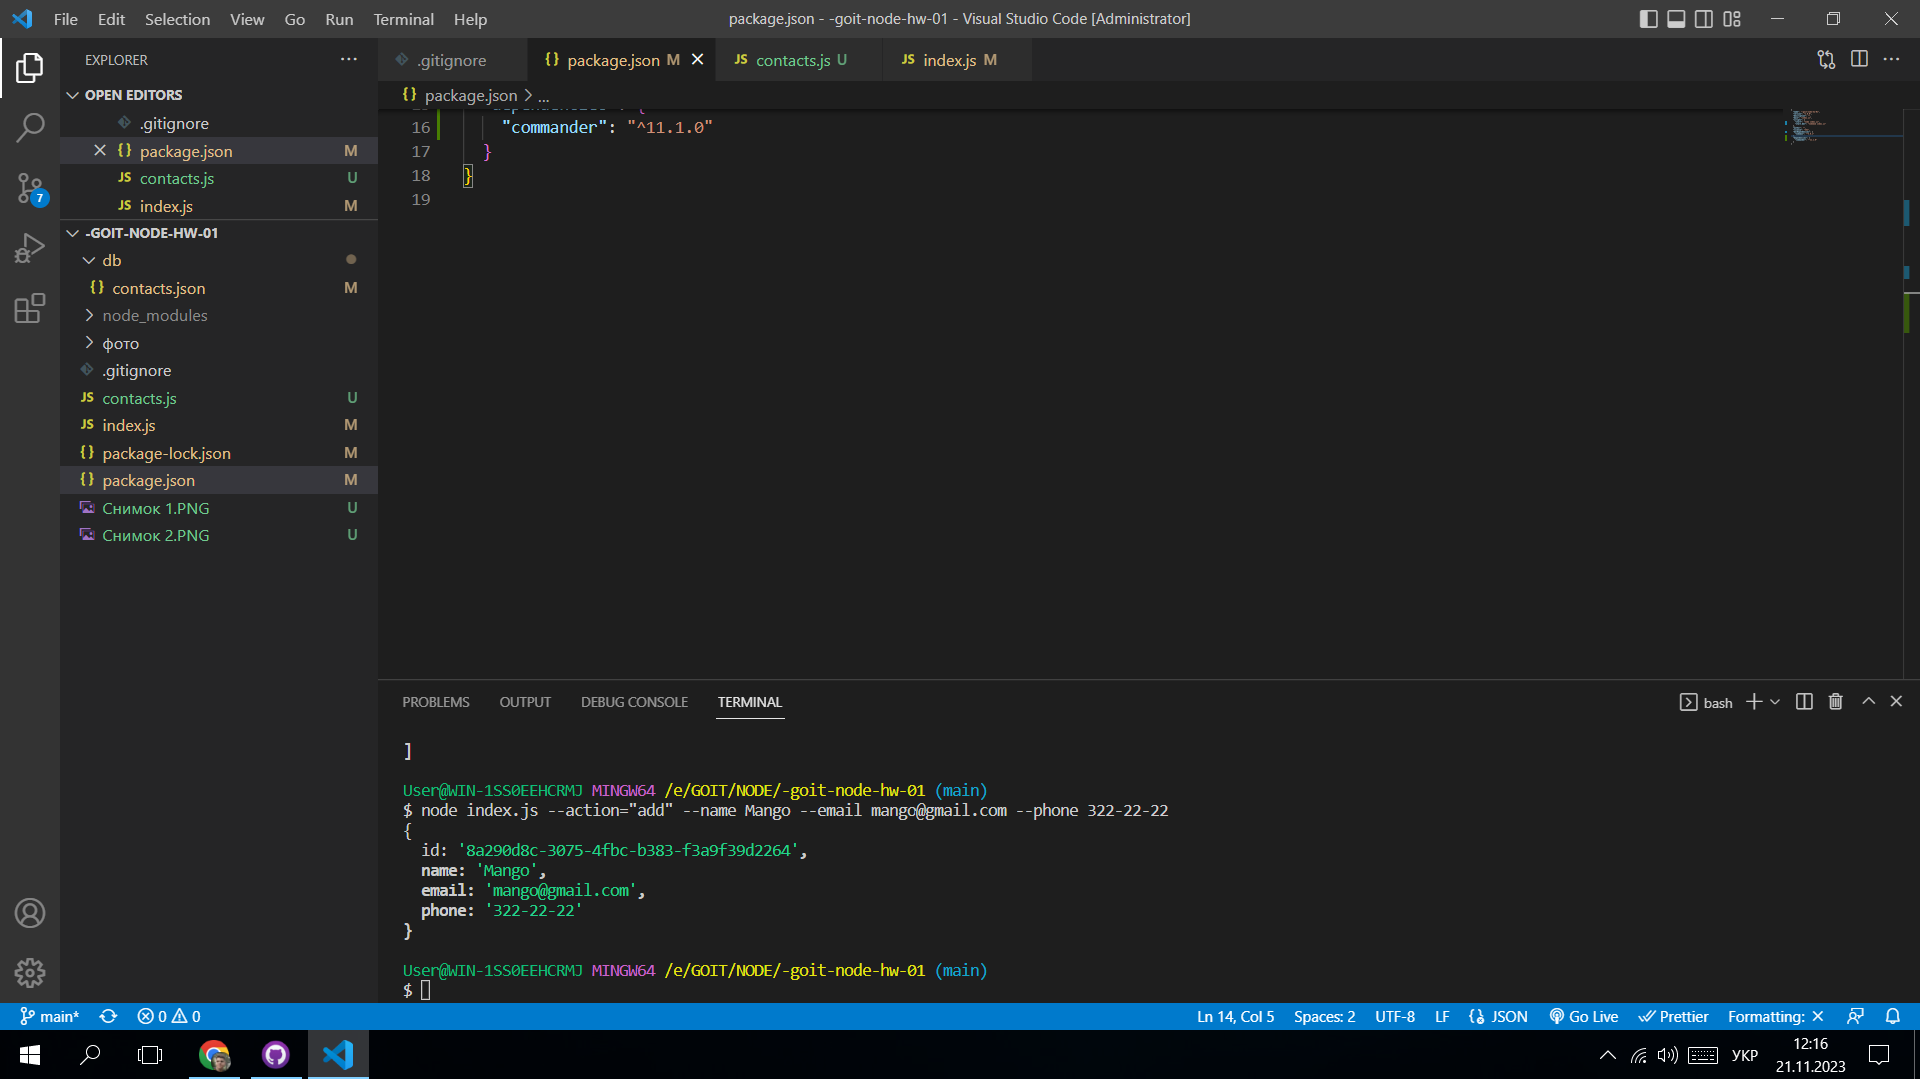 File Edit Selection View Go Run Terminal Help
package.json - -goit-node-hw-01 - Visual Studio Code [Administrator]
EXPLORER
OPEN EDITORS
.gitignore
{} package.json M
JS contacts.js U
JS index.js M
-GOIT-NODE-HW-01
db
{} contacts.json M
node_modules
фото
.gitignore
JS contacts.js U
JS index.js M
{} package-lock.json M
{} package.json M
Снимок 1.PNG U
Снимок 2.PNG U
7
.gitignore
{} package.json M
JS contacts.js U
JS index.js M
{} package.json > ...
16 "commander": "^11.1.0"
17 }
18 }
19
PROBLEMS OUTPUT DEBUG CONSOLE TERMINAL
bash
]
User@WIN-1SS0EEHCRMJ MINGW64 /e/GOIT/NODE/-goit-node-hw-01 (main)
$ node index.js --action="add" --name Mango --email mango@gmail.com --phone 322-22-22
{
id: '8a290d8c-3075-4fbc-b383-f3a9f39d2264',
name: 'Mango',
email: 'mango@gmail.com',
phone: '322-22-22'
}
User@WIN-1SS0EEHCRMJ MINGW64 /e/GOIT/NODE/-goit-node-hw-01 (main)
$
main* 0 0
Ln 14, Col 5 Spaces: 2 UTF-8 LF {} JSON Go Live Prettier Formatting: ✕
УКР
12:16
21.11.2023